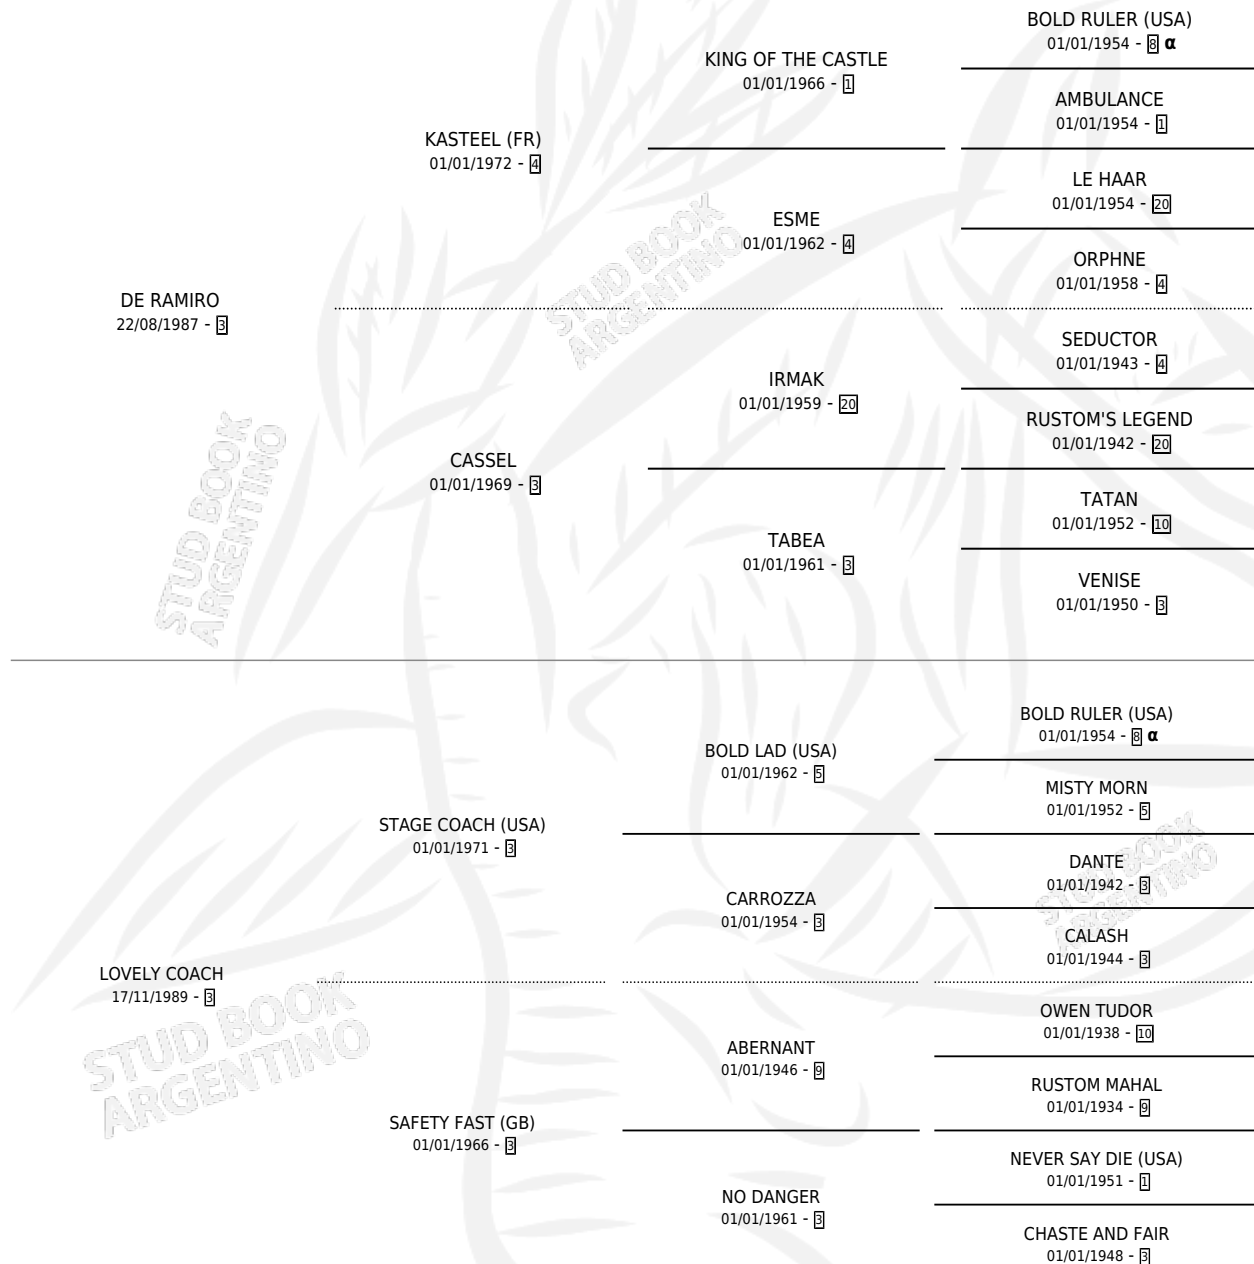 BOLD RULER (USA)
01/01/1954 - 8 α
KING OF THE CASTLE
01/01/1966 - 1
AMBULANCE
01/01/1954 - 1
KASTEEL (FR)
01/01/1972 - 4
LE HAAR
01/01/1954 - 20
ESME
01/01/1962 - 4
ORPHNE
01/01/1958 - 4
DE RAMIRO
22/08/1987 - 3
SEDUCTOR
01/01/1943 - 4
IRMAK
01/01/1959 - 20
RUSTOM'S LEGEND
01/01/1942 - 20
CASSEL
01/01/1969 - 3
TATAN
01/01/1952 - 10
TABEA
01/01/1961 - 3
VENISE
01/01/1950 - 3
STUD BOOK
ARGENTINO
STUD BOOK
ARGENTINO
BOLD RULER (USA)
01/01/1954 - 8 α
BOLD LAD (USA)
01/01/1962 - 5
MISTY MORN
01/01/1952 - 5
STAGE COACH (USA)
01/01/1971 - 3
DANTE
01/01/1942 - 3
CARROZZA
01/01/1954 - 3
CALASH
01/01/1944 - 3
LOVELY COACH
17/11/1989 - 3
OWEN TUDOR
01/01/1938 - 10
ABERNANT
01/01/1946 - 9
RUSTOM MAHAL
01/01/1934 - 9
SAFETY FAST (GB)
01/01/1966 - 3
NEVER SAY DIE (USA)
01/01/1951 - 1
NO DANGER
01/01/1961 - 3
CHASTE AND FAIR
01/01/1948 - 3
STUD BOOK
ARGENTINO
STUD BOOK
ARGENTINO